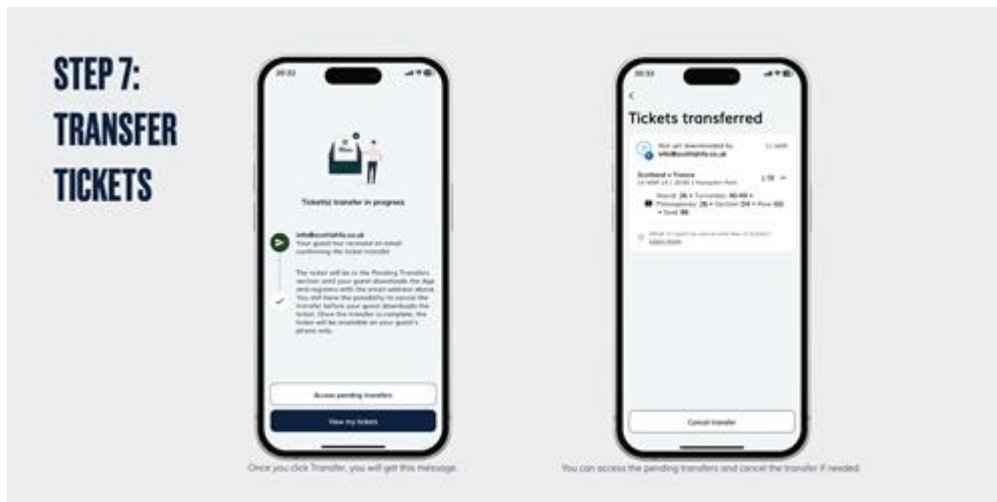 STEP 7:
TRANSFER
TICKETS
20:32
Ticket(s) transfer in progress
info@scottishfa.co.uk
Your guest has received an email
confirming the ticket transfer
The ticket will be in the Pending Transfers
section until your guest downloads the App
and registers with the email address above
You still have the possibility to cancel the
transfer before your guest downloads the
ticket. Once the transfer is complete, the
ticket will be available on your guest's
phone only.
Access pending transfers
View my tickets
Once you click Transfer, you will get this message.
Tickets transferred
Not yet downloaded by
info@scottishfa.co.uk
Scotland v France
Cancel transfer
You can access the pending transfers and cancel the transfer if needed.